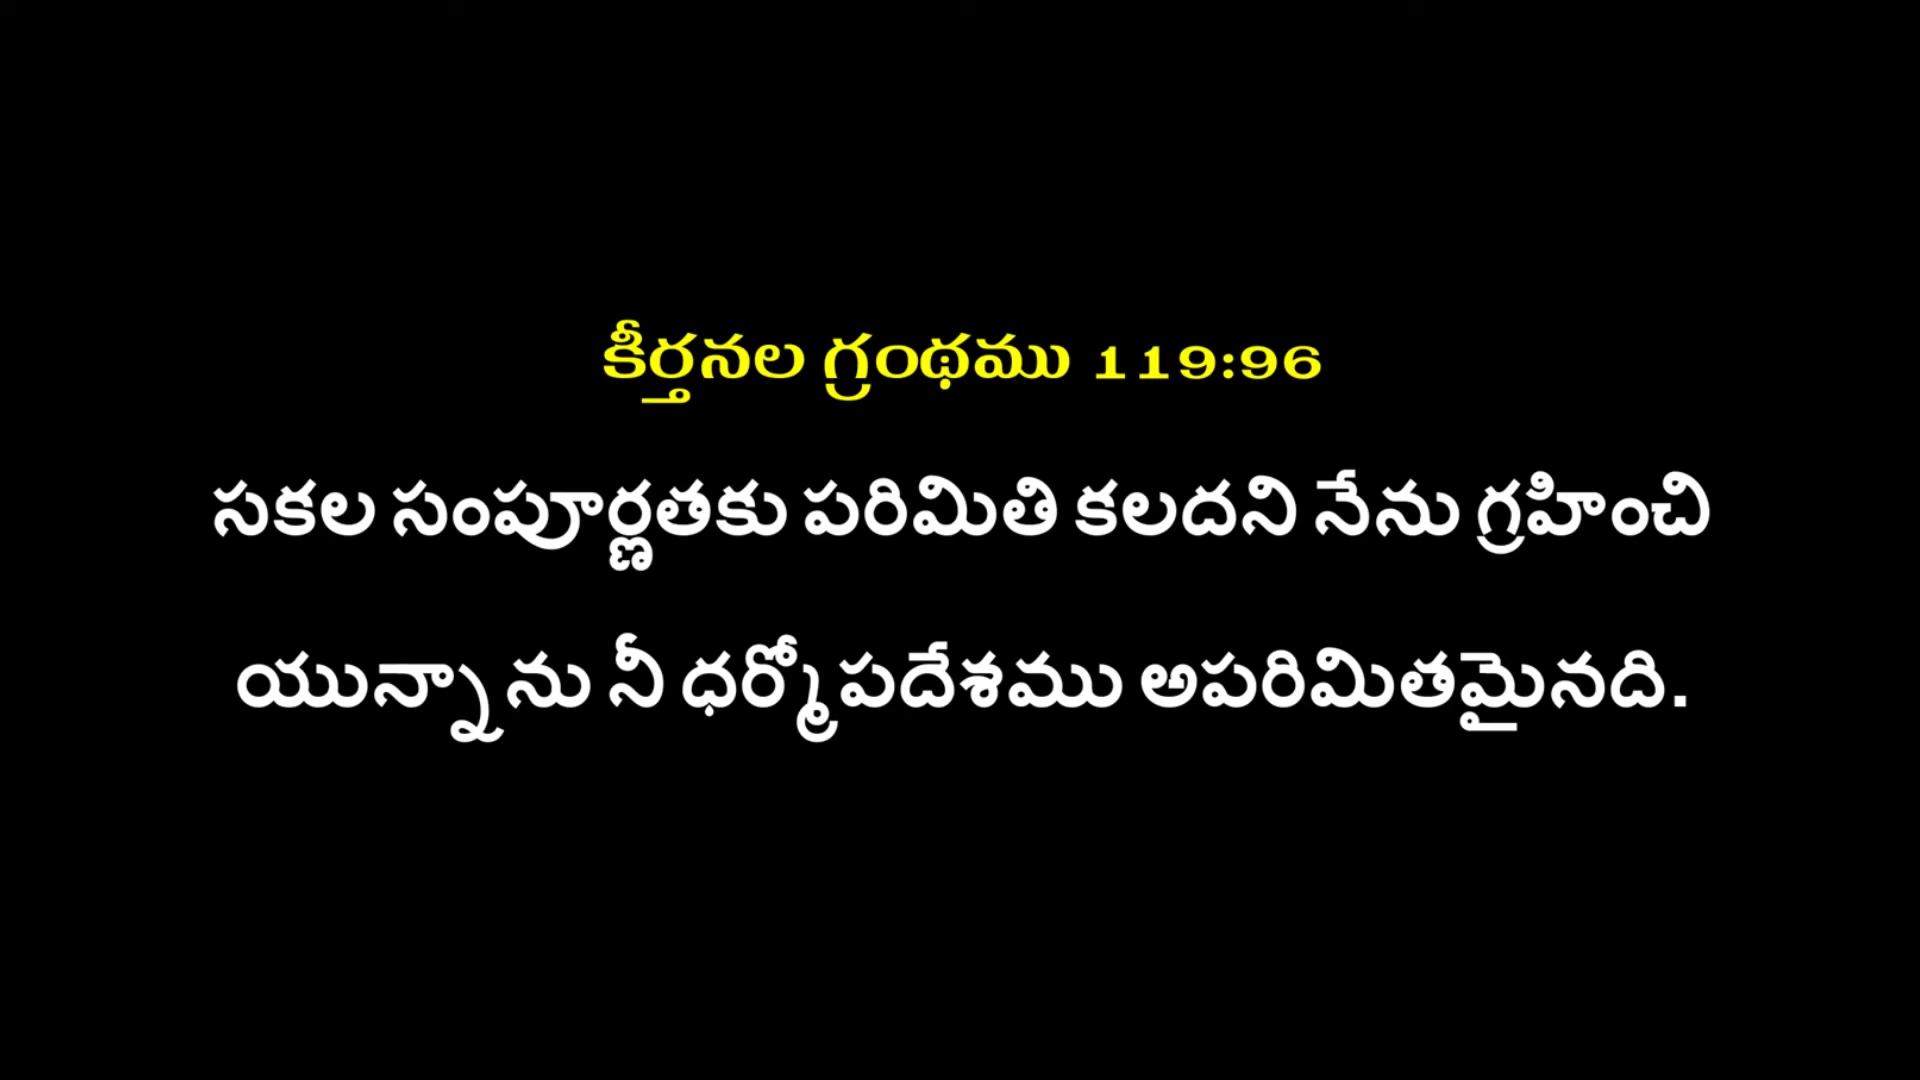 కీర్తనల గ్రంథము 119:96
సకల సంపూర్ణతకు పరిమితి కలదని నేను గ్రహించి
యున్నాను నీ ధర్మోపదేశము అపరిమితమైనది.